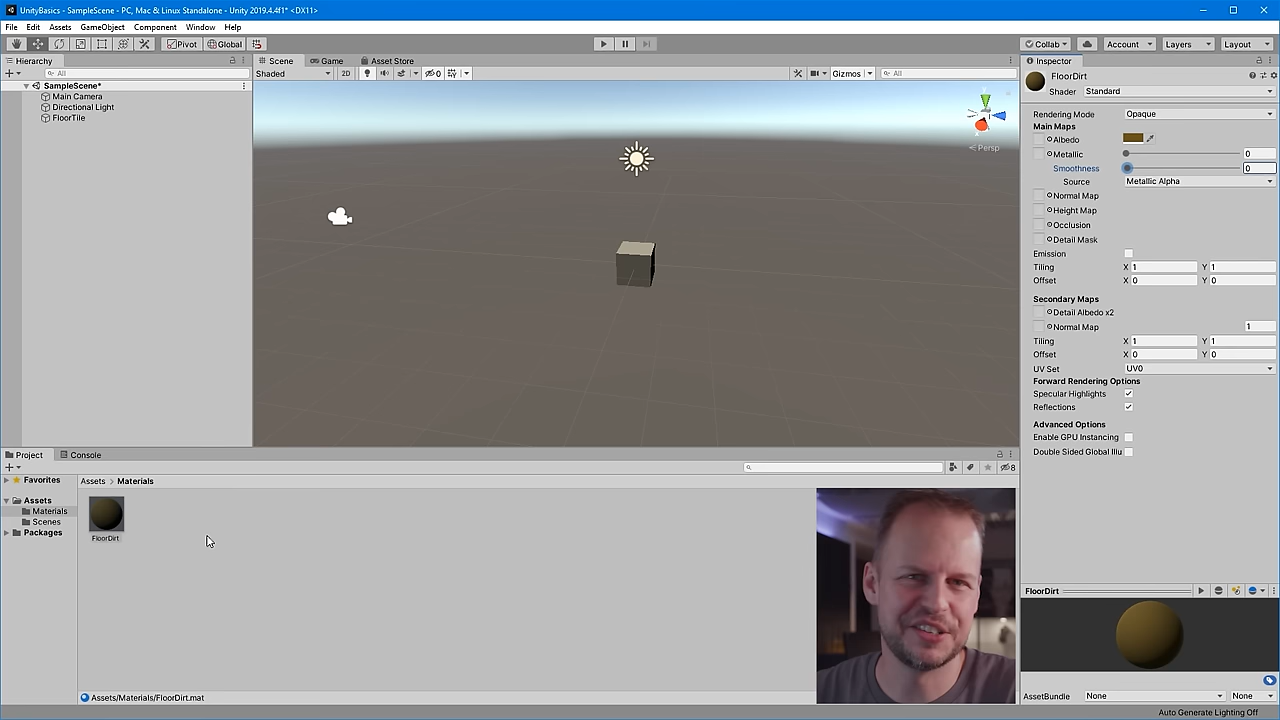 UnityBasics - SampleScene - PC, Mac & Linux Standalone - Unity 2019.4.4f1* <DX11>
File Edit Assets GameObject Component Window Help
Pivot Global Collab Account Layers Layout
Hierarchy
All
SampleScene*
Main Camera
Directional Light
FloorTile
Scene Game Asset Store
Shaded 2D 0 Gizmos All
Persp
Inspector
FloorDirt
Shader Standard
Rendering Mode Opaque
Main Maps
Albedo
Metallic 0
Smoothness 0
Source Metallic Alpha
Normal Map
Height Map
Occlusion
Detail Mask
Emission
Tiling X 1 Y 1
Offset X 0 Y 0
Secondary Maps
Detail Albedo x2
Normal Map 1
Tiling X 1 Y 1
Offset X 0 Y 0
UV Set UV0
Forward Rendering Options
Specular Highlights
Reflections
Advanced Options
Enable GPU Instancing
Double Sided Global Illu
Project Console
8
Favorites
Assets
Materials
Scenes
Packages
Assets > Materials
FloorDirt
Assets/Materials/FloorDirt.mat
FloorDirt
AssetBundle None None
Auto Generate Lighting Off